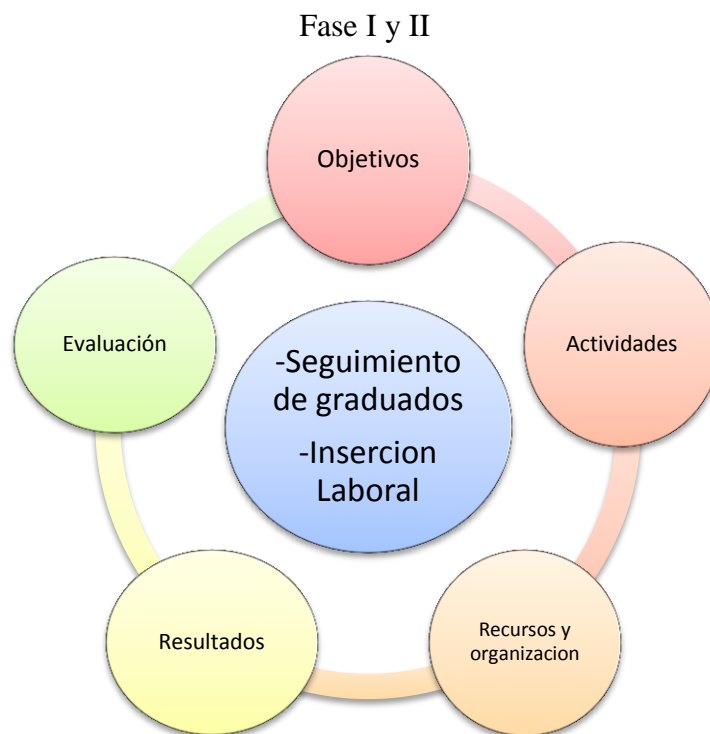 Fase I y II
Objetivos
Actividades
Recursos y
organizacion
Resultados
Evaluación
-Seguimiento
de graduados
-Insercion
Laboral